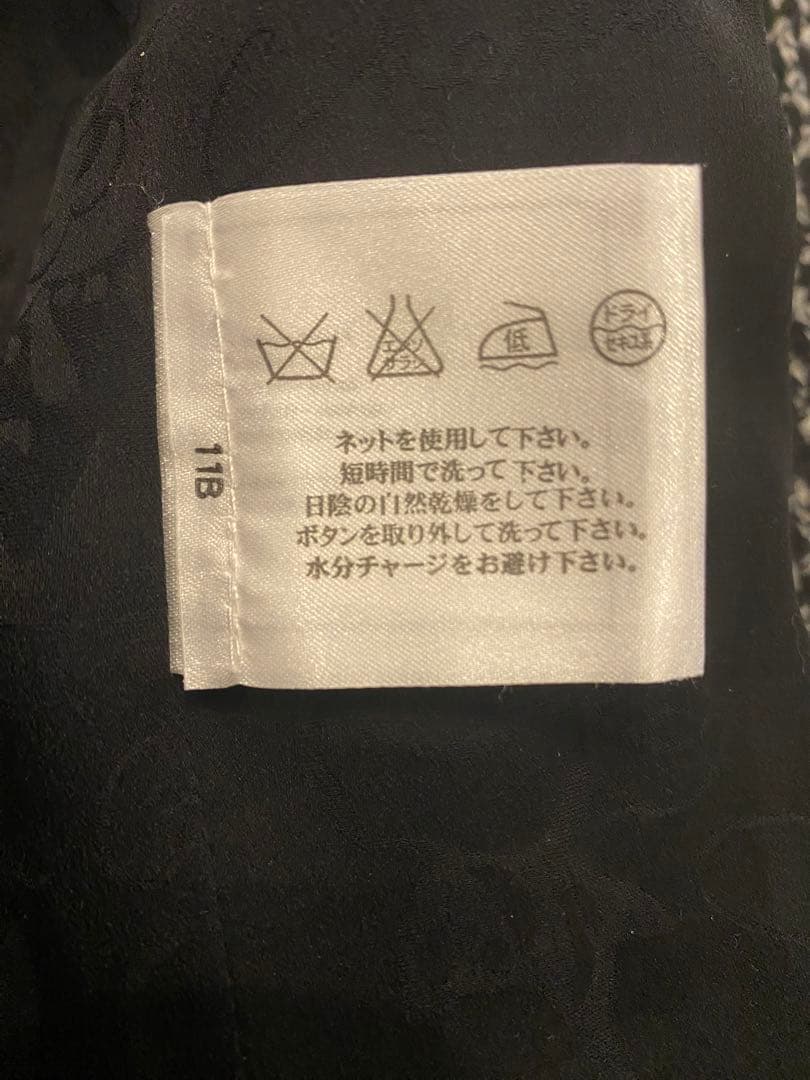 エンソ
サラシ
低
ドライ
セキユ系
ネットを使用して下さい。
短時間で洗って下さい。
日陰の自然乾燥をして下さい。
ボタンを取り外して洗って下さい。
水分チャージをお避け下さい。
11B